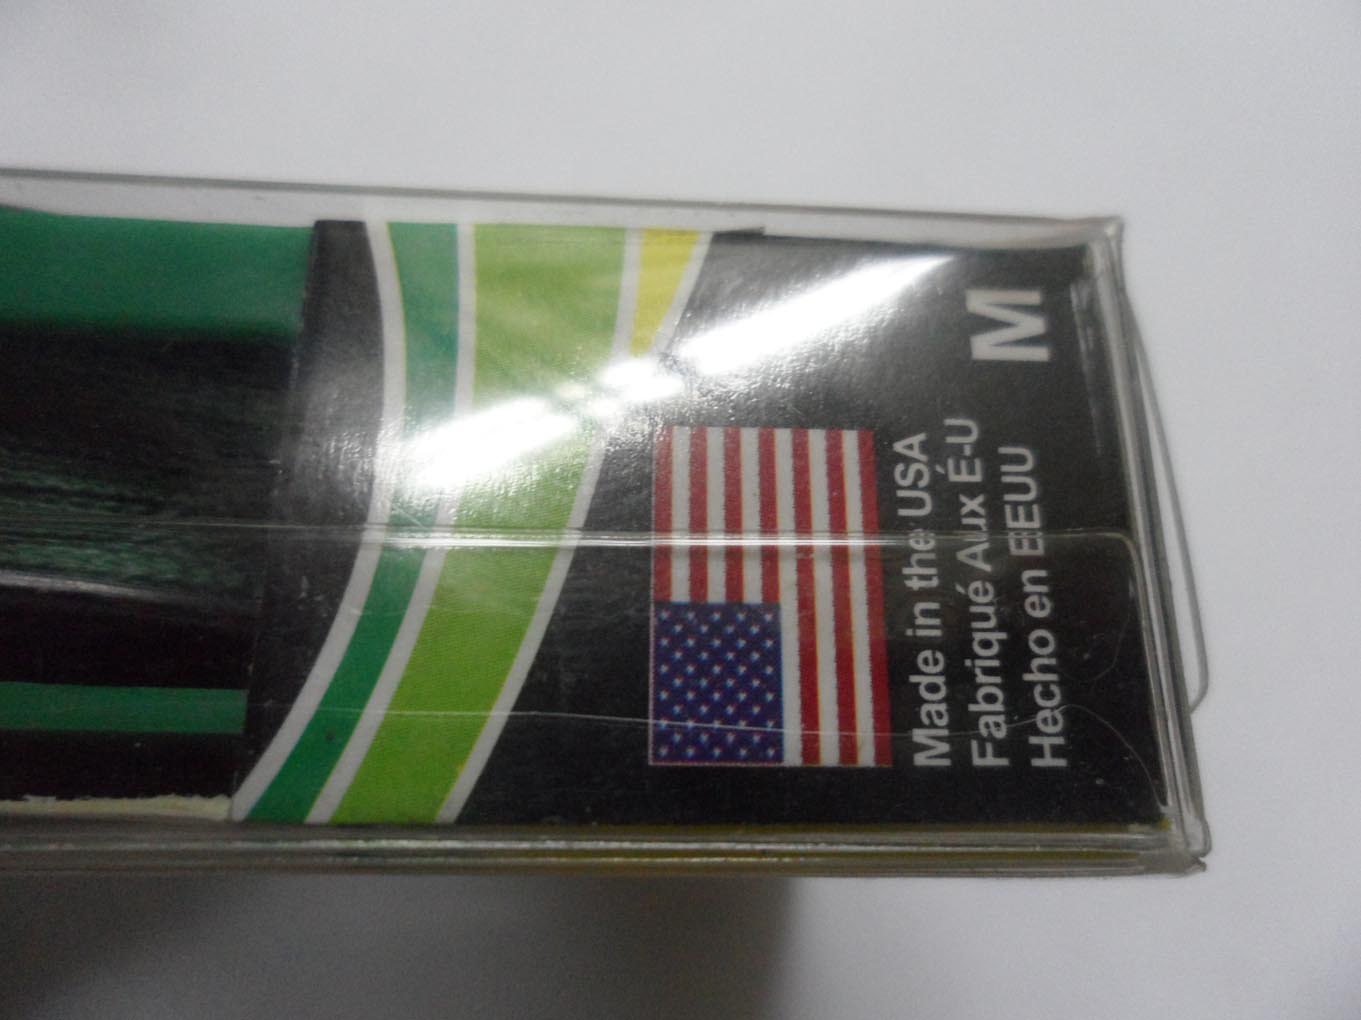 Made in the USA
Fabriqué Aux É-U
Hecho en EEUU
M